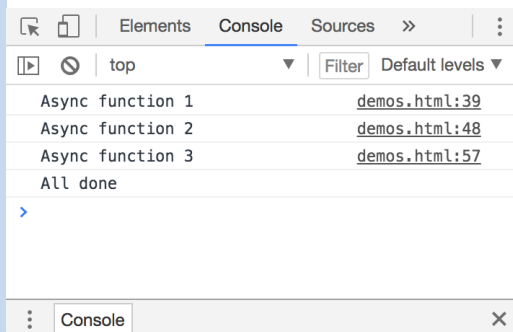 Elements Console Sources »
top ▼ Filter Default levels ▼
Async function 1 demos.html:39
Async function 2 demos.html:48
Async function 3 demos.html:57
All done
>
Console ×